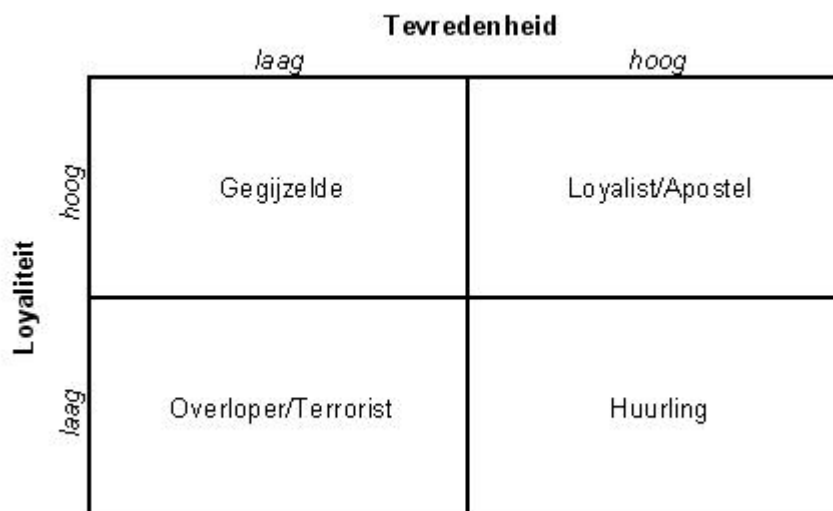 Tevredenheid
laag hoog
hoog
Gegijzelde Loyalist/Apostel
Loyaliteit
laag
Overloper/Terrorist Huurling